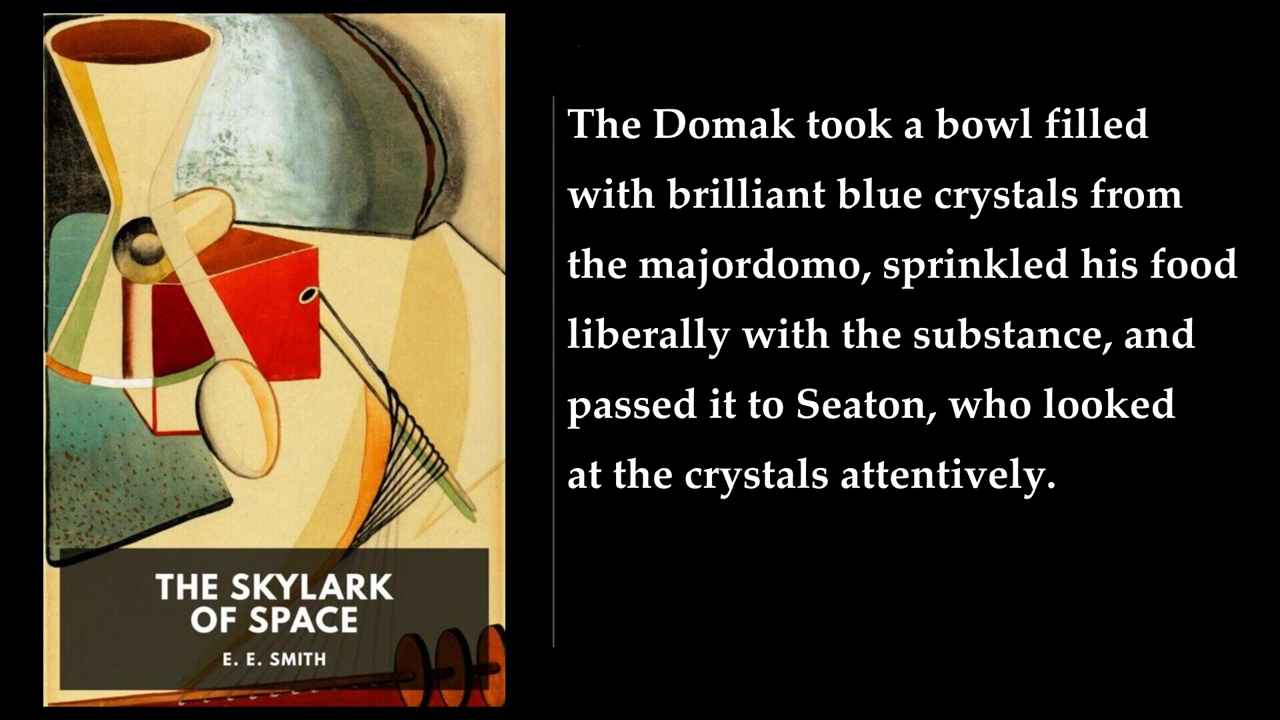 The Domak took a bowl filled
with brilliant blue crystals from
the majordomo, sprinkled his food
liberally with the substance, and
passed it to Seaton, who looked
at the crystals attentively.
THE SKYLARK
OF SPACE
E. E. SMITH